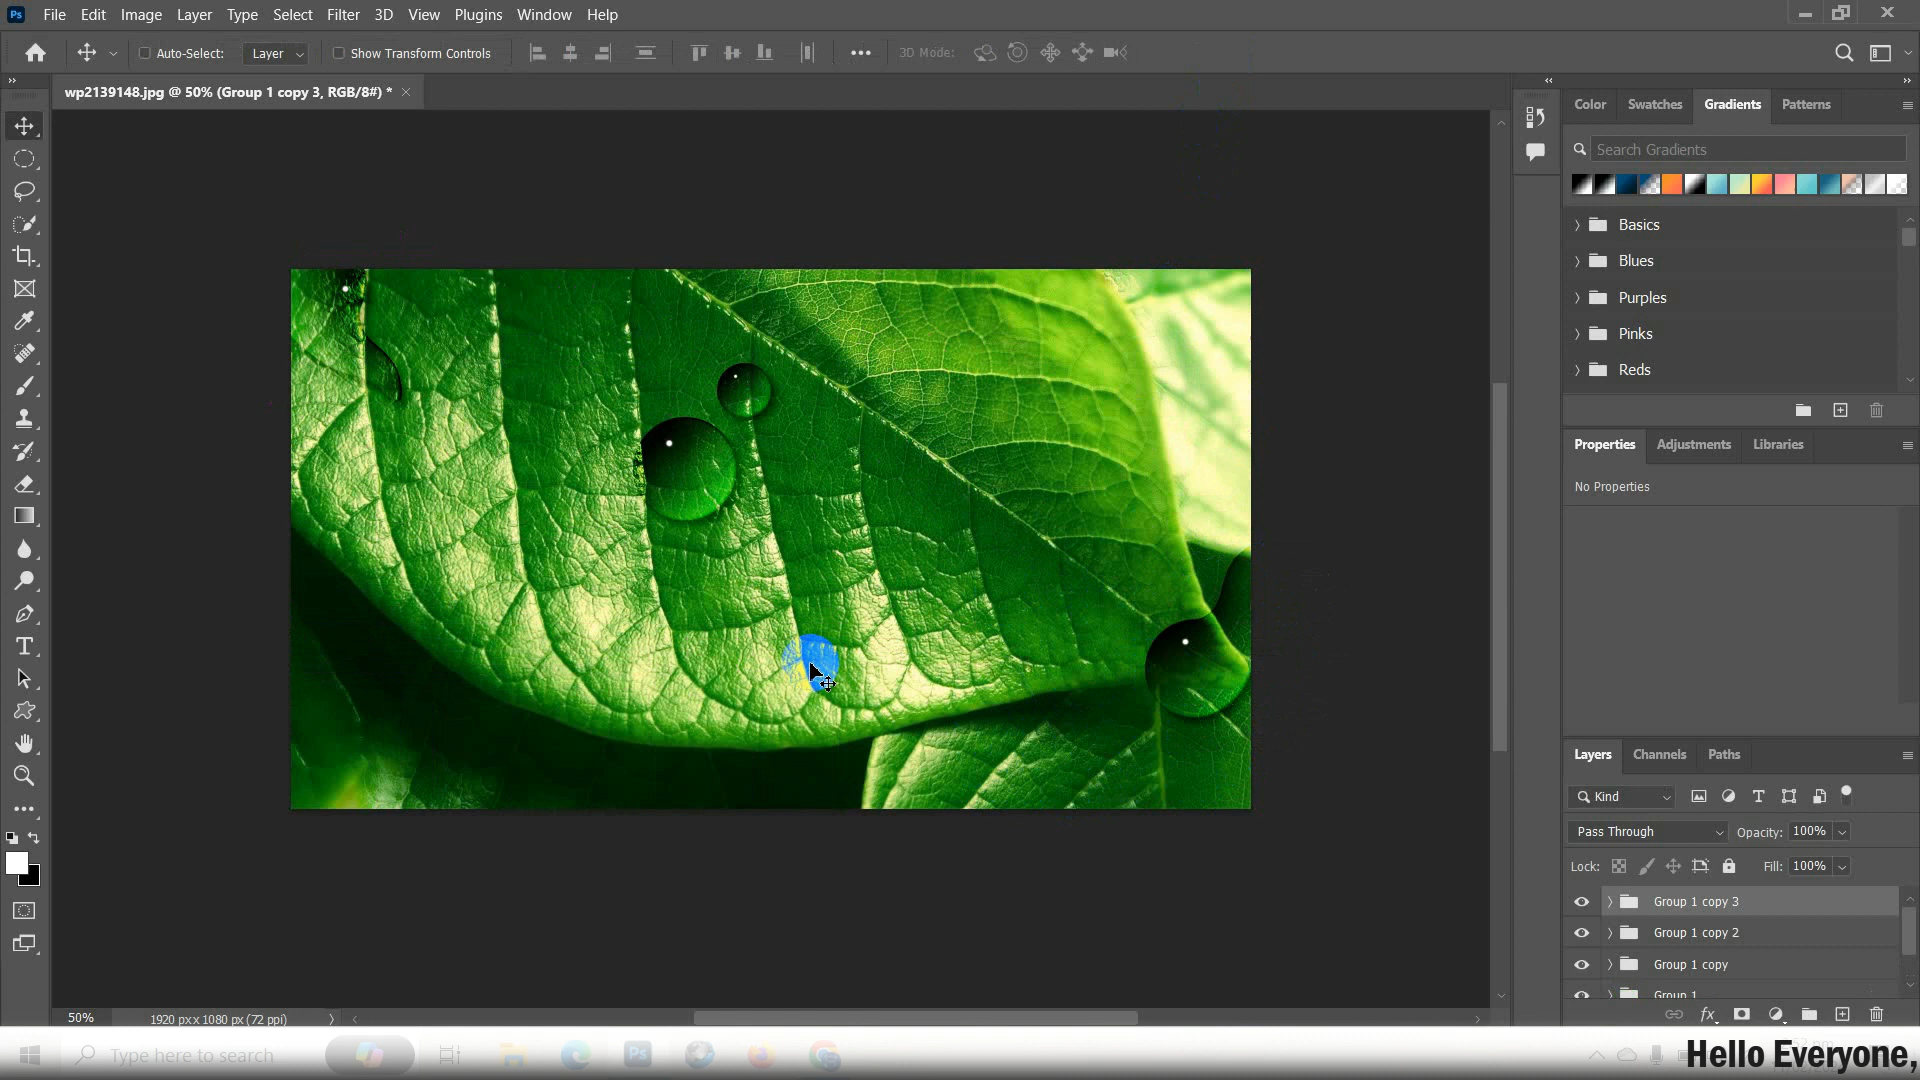 Ps File Edit Image Layer Type Select Filter 3D View Plugins Window Help
Auto-Select: Layer Show Transform Controls 3D Mode:
wp2139148.jpg @ 50% (Group 1 copy 3, RGB/8#) * ×
Color Swatches Gradients Patterns
Search Gradients
Basics
Blues
Purples
Pinks
Reds
Properties Adjustments Libraries
No Properties
Layers Channels Paths
Kind
Pass Through Opacity: 100%
Lock: Fill: 100%
Group 1 copy 3
Group 1 copy 2
Group 1 copy
Group 1
50% 1920 px x 1080 px (72 ppi)
Type here to search
Hello Everyone,